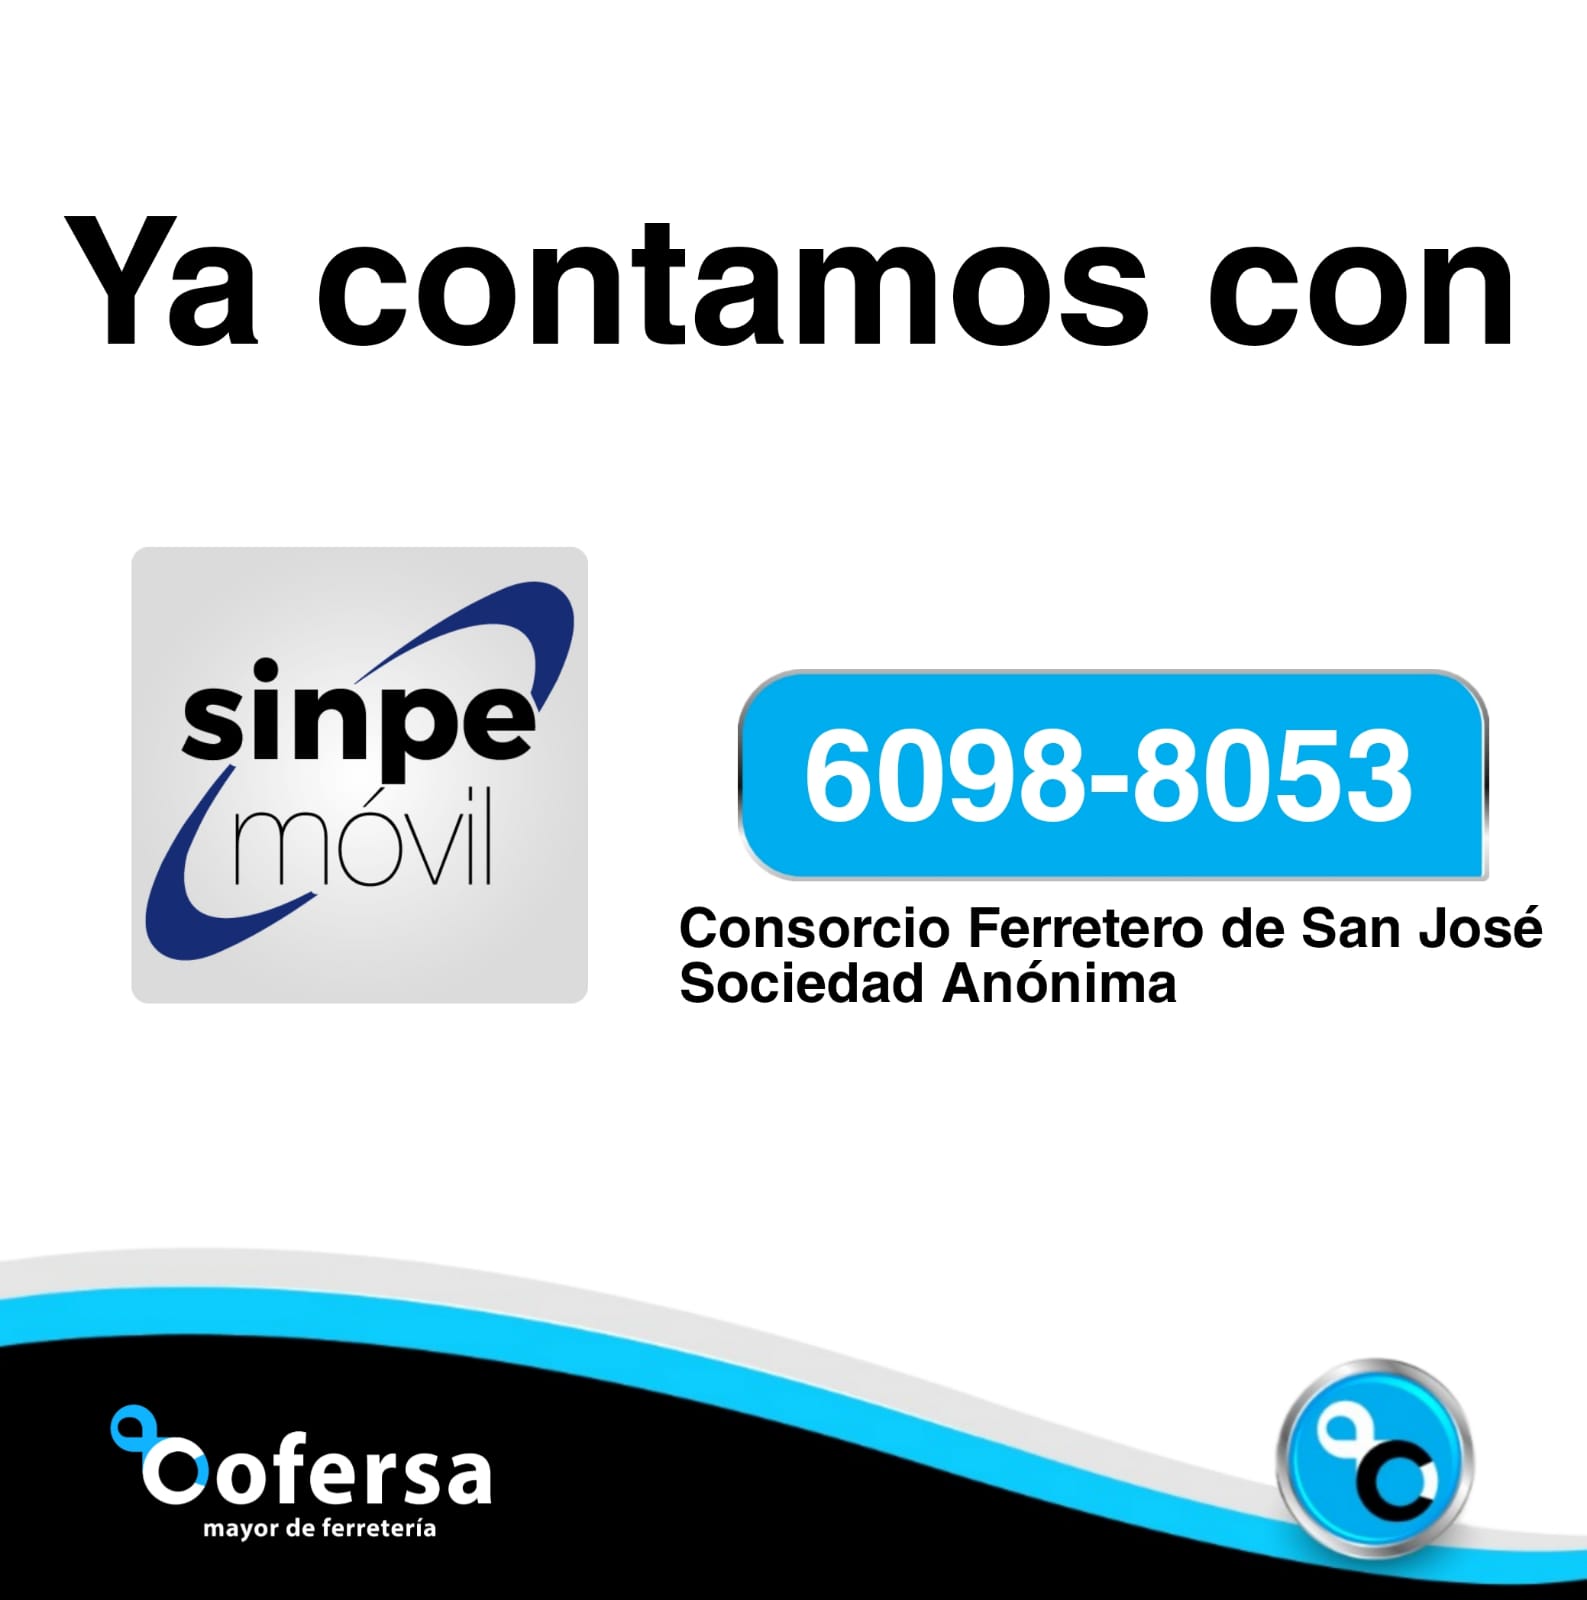 Ya contamos con
sinpe
móvil
6098-8053
Consorcio Ferretero de San José
Sociedad Anónima
Cofersa
mayor de ferretería